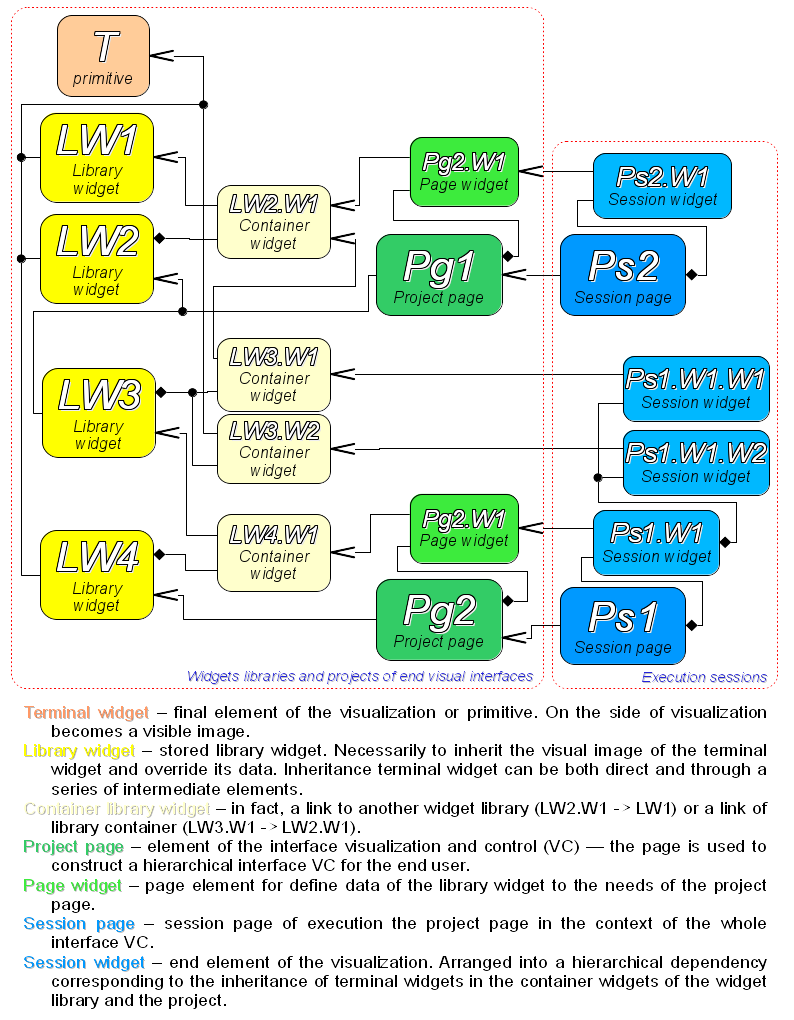 T
primitive
LW1
Library
widget
Pg2.W1
Page widget
Ps2.W1
Session widget
LW2.W1
Container
widget
LW2
Library
widget
Pg1
Project page
Ps2
Session page
LW3.W1
Container
widget
Ps1.W1.W1
Session widget
LW3
Library
widget
LW3.W2
Container
widget
Ps1.W1.W2
Session widget
Pg2.W1
Page widget
LW4.W1
Container
widget
Ps1.W1
Session widget
LW4
Library
widget
Pg2
Project page
Ps1
Session page
Widgets libraries and projects of end visual interfaces
Execution sessions
Terminal widget – final element of the visualization or primitive. On the side of visualization
becomes a visible image.
Library widget – stored library widget. Necessarily to inherit the visual image of the terminal
widget and override its data. Inheritance terminal widget can be both direct and through a
series of intermediate elements.
Container library widget – in fact, a link to another widget library (LW2.W1 -> LW1) or a link of
library container (LW3.W1 -> LW2.W1).
Project page – element of the interface visualization and control (VC) — the page is used to
construct a hierarchical interface VC for the end user.
Page widget – page element for define data of the library widget to the needs of the project
page.
Session page – session page of execution the project page in the context of the whole
interface VC.
Session widget – end element of the visualization. Arranged into a hierarchical dependency
corresponding to the inheritance of terminal widgets in the container widgets of the widget
library and the project.